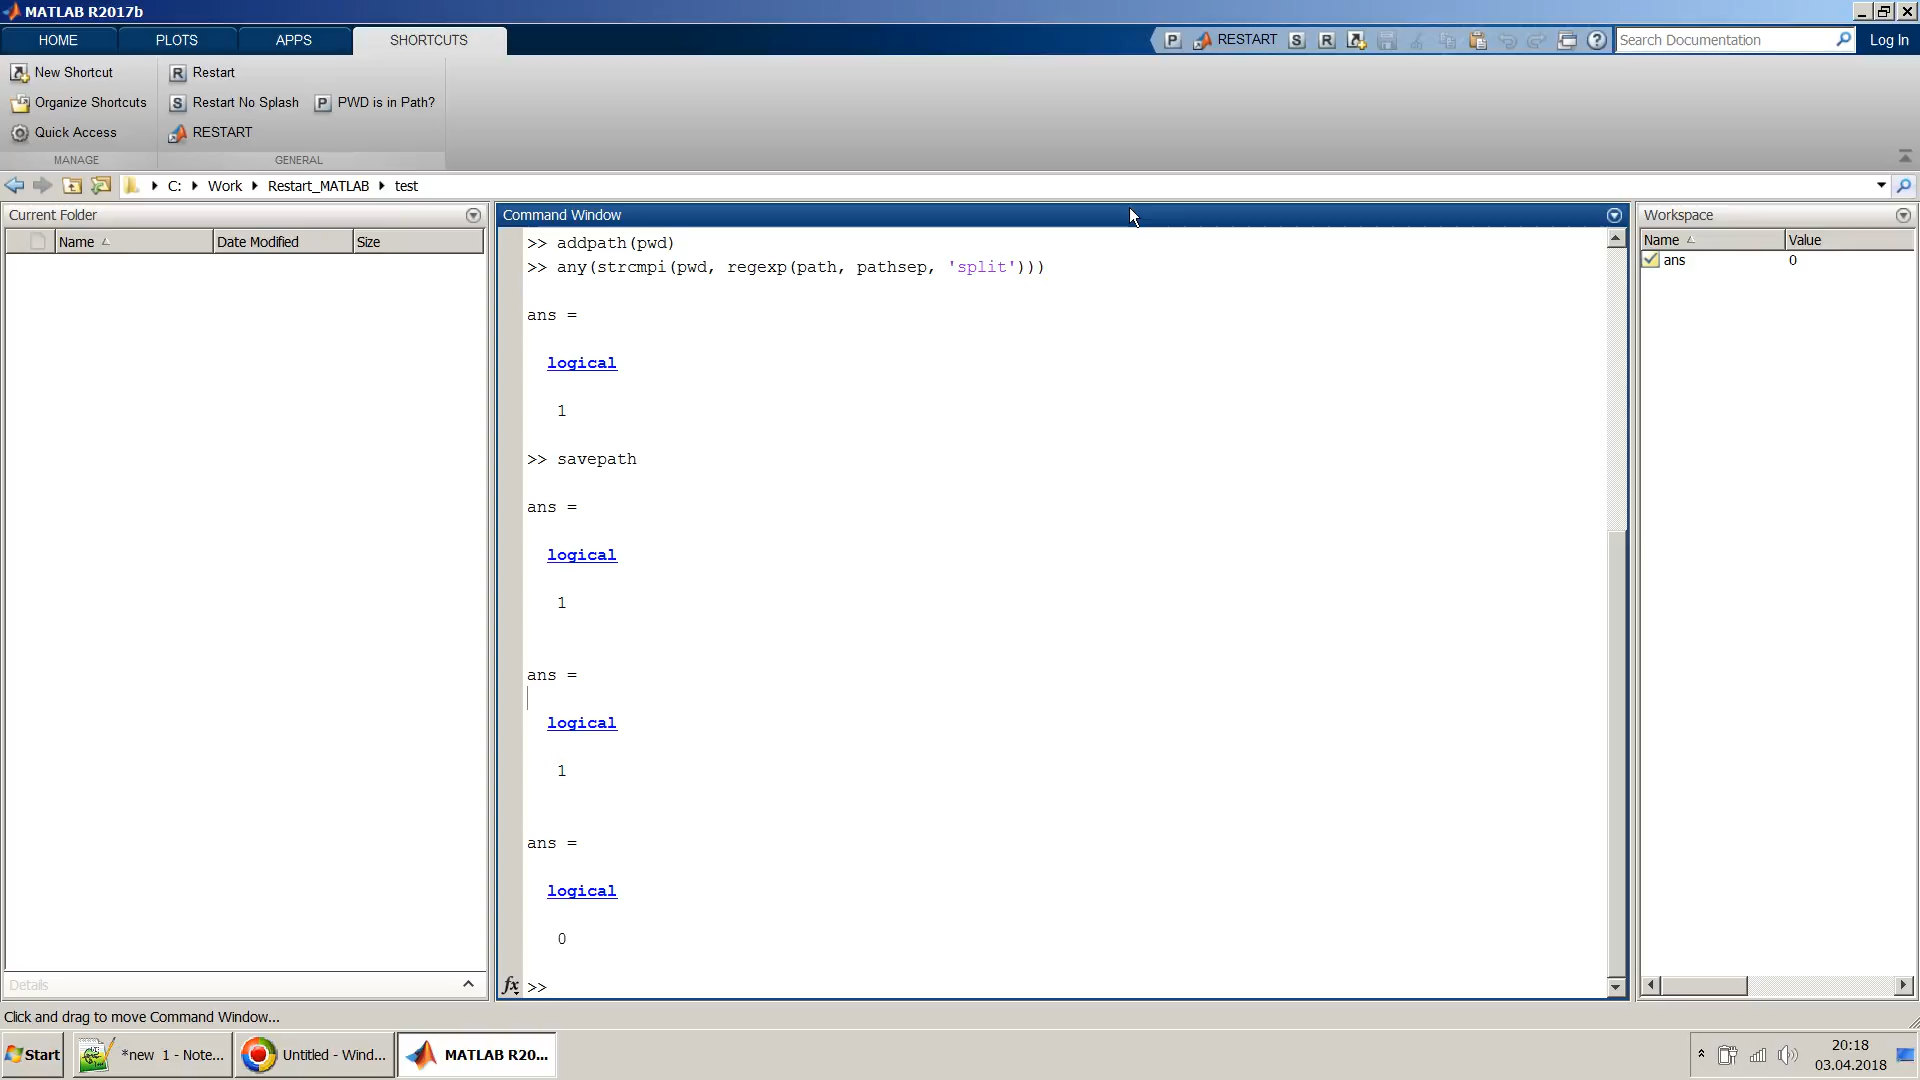 MATLAB R2017b
HOME PLOTS APPS SHORTCUTS RESTART Search Documentation Log In
New Shortcut R Restart
Organize Shortcuts S Restart No Splash P PWD is in Path?
Quick Access RESTART
MANAGE GENERAL
C: Work Restart_MATLAB test
Current Folder Command Window Workspace
Name Date Modified Size Name Value
>> addpath(pwd)
ans 0
>> any(strcmpi(pwd, regexp(path, pathsep, 'split')))
ans =
logical
1
>> savepath
ans =
logical
1
ans =
logical
1
ans =
logical
0
Details fx >>
Click and drag to move Command Window...
Start *new 1 - Note... Untitled - Wind... MATLAB R20... 20:18
03.04.2018